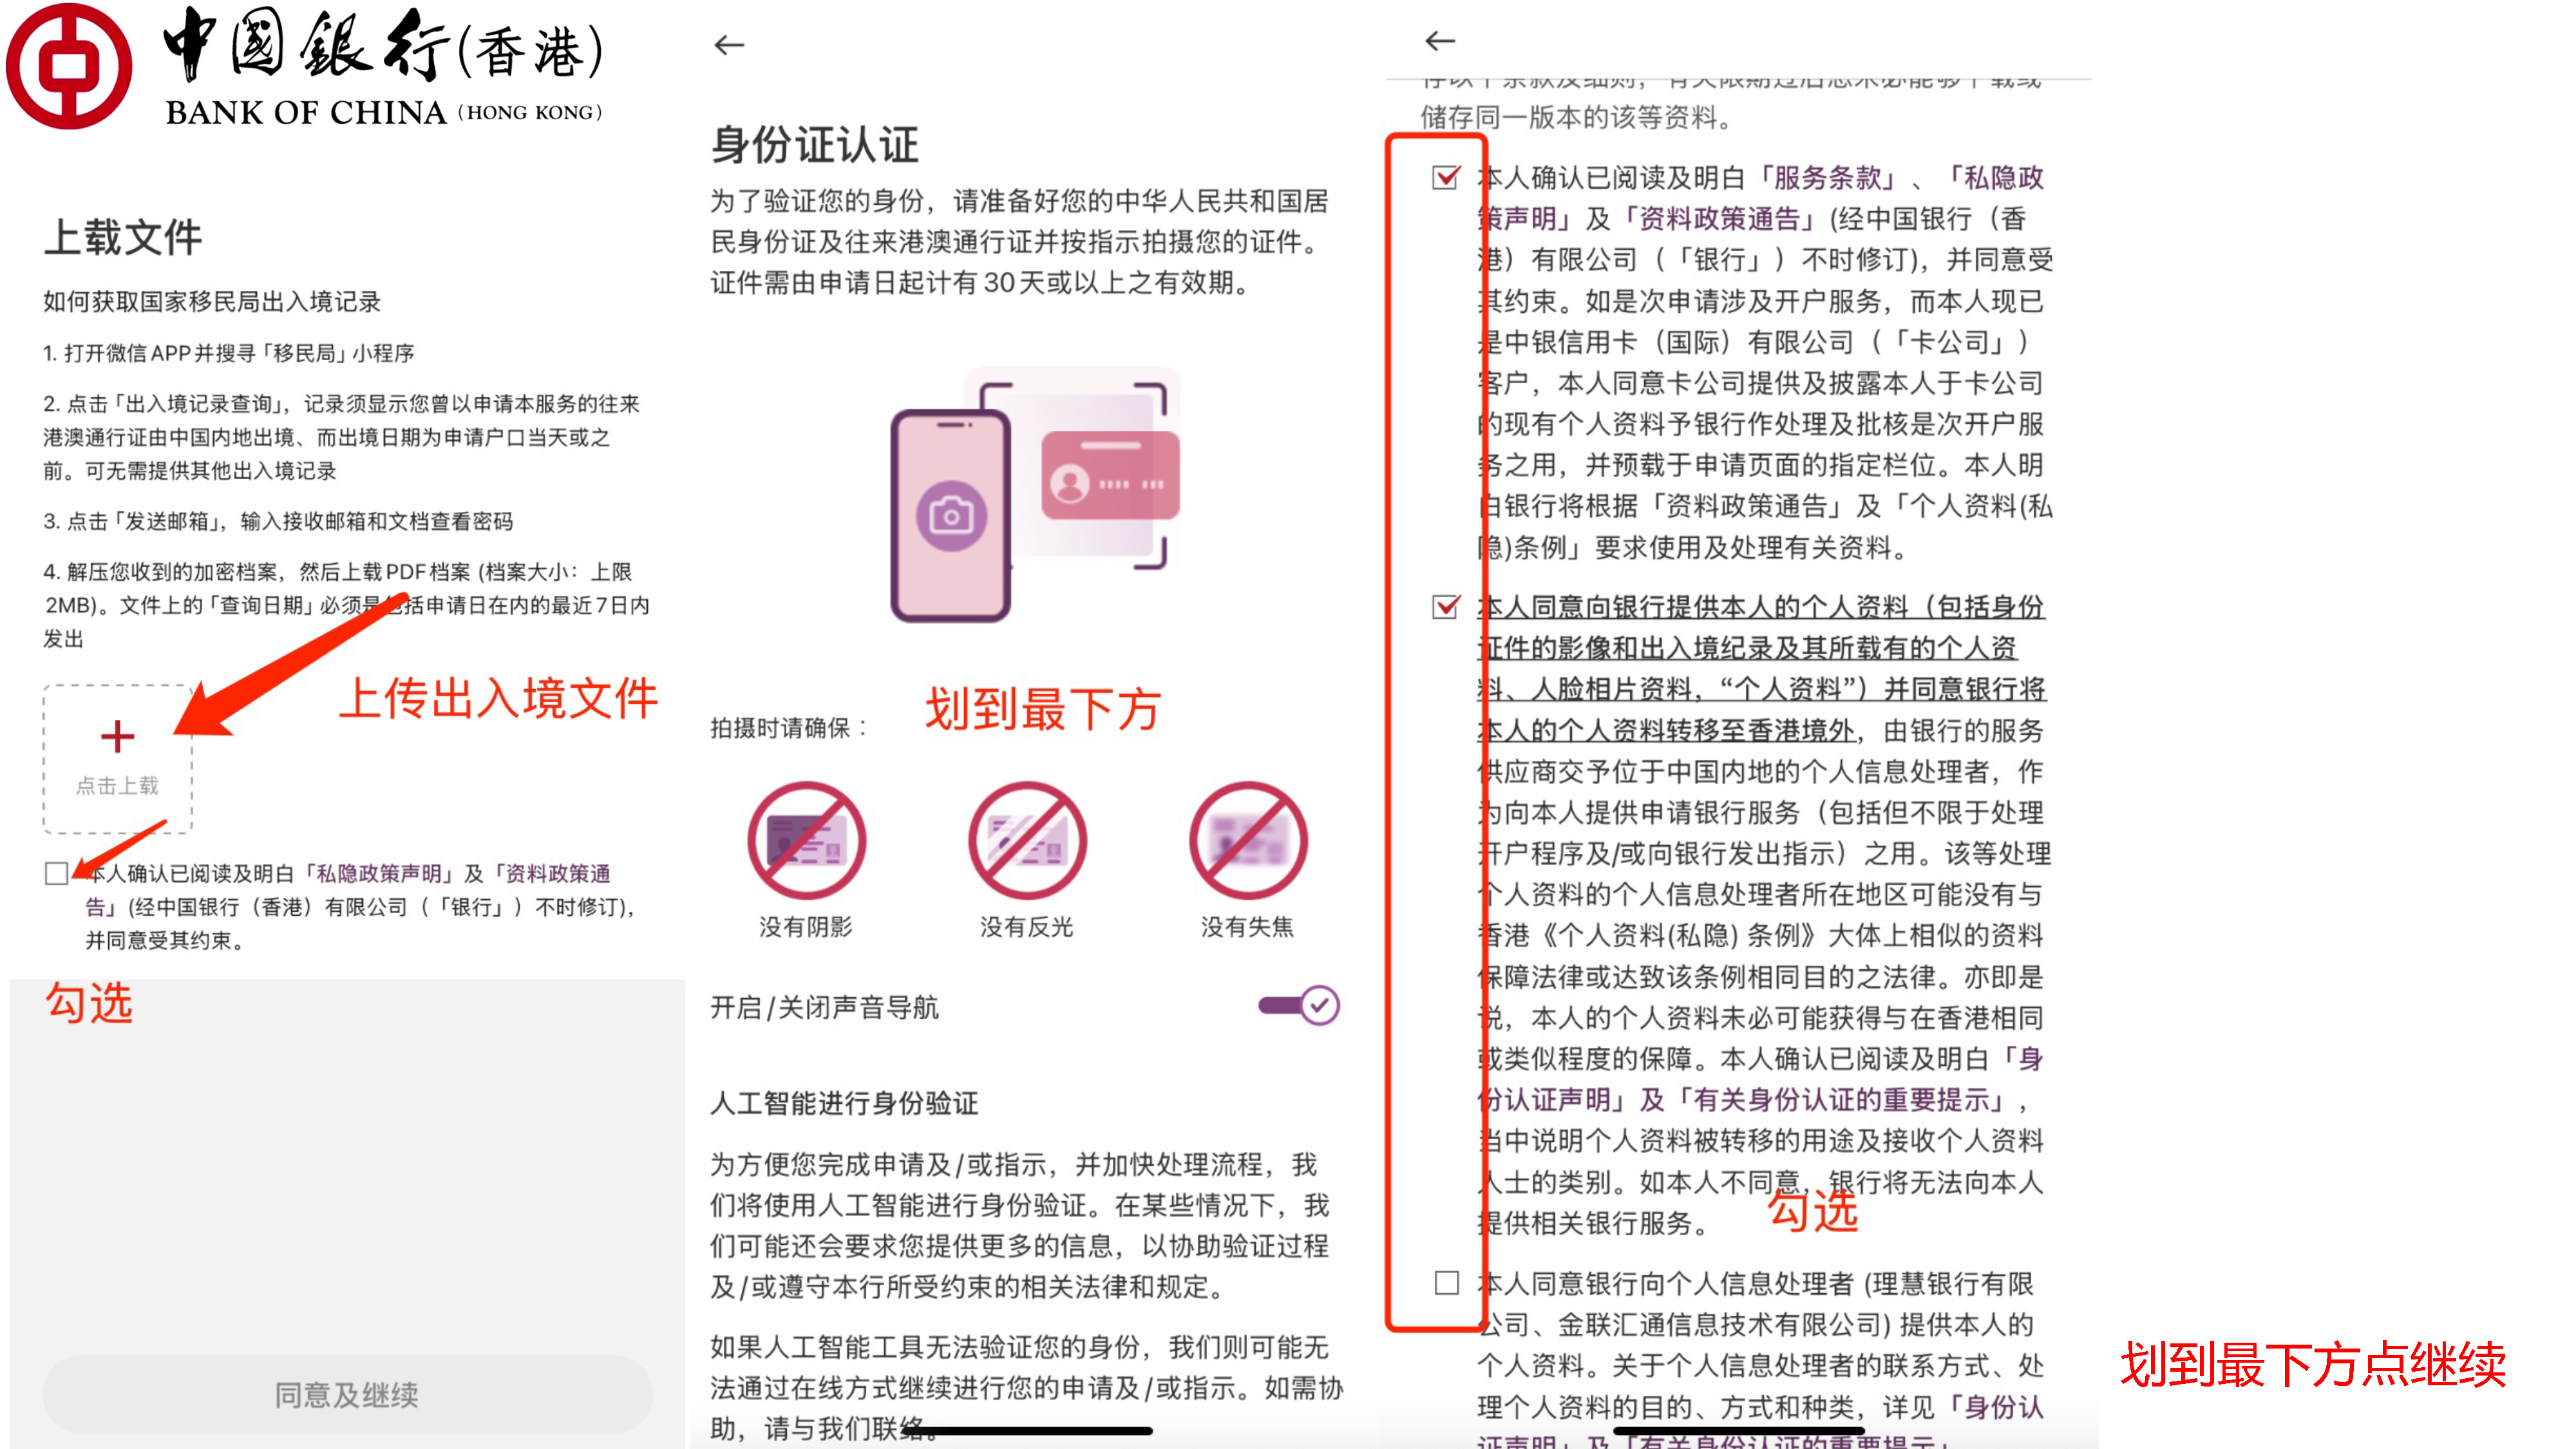 中國銀行(香港)
BANK OF CHINA (HONG KONG)
上载文件
如何获取国家移民局出入境记录
1. 打开微信APP并搜寻「移民局」小程序
2. 点击「出入境记录查询」，记录须显示您曾以申请本服务的往来
港澳通行证由中国内地出境、而出境日期为申请户口当天或之
前。可无需提供其他出入境记录
3. 点击「发送邮箱」，输入接收邮箱和文档查看密码
4. 解压您收到的加密档案，然后上载PDF档案 (档案大小：上限
2MB)。文件上的「查询日期」必须是包括申请日在内的最近7日内
发出
上传出入境文件
点击上载
本人确认已阅读及明白「私隐政策声明」及「资料政策通
告」(经中国银行（香港）有限公司（「银行」）不时修订)，
并同意受其约束。
勾选
同意及继续
身份证认证
为了验证您的身份，请准备好您的中华人民共和国居
民身份证及往来港澳通行证并按指示拍摄您的证件。
证件需由申请日起计有30天或以上之有效期。
划到最下方
拍摄时请确保：
没有阴影
没有反光
没有失焦
开启/关闭声音导航
人工智能进行身份验证
为方便您完成申请及/或指示，并加快处理流程，我
们将使用人工智能进行身份验证。在某些情况下，我
们可能还会要求您提供更多的信息，以协助验证过程
及/或遵守本行所受约束的相关法律和规定。
如果人工智能工具无法验证您的身份，我们则可能无
法通过在线方式继续进行您的申请及/或指示。如需协
助，请与我们联络。
存以下条款及细则，有关限期过后您未必能够下载或
储存同一版本的该等资料。
本人确认已阅读及明白「服务条款」、「私隐政
策声明」及「资料政策通告」(经中国银行（香
港）有限公司（「银行」）不时修订)，并同意受
其约束。如是次申请涉及开户服务，而本人现已
是中银信用卡（国际）有限公司（「卡公司」）
客户，本人同意卡公司提供及披露本人于卡公司
的现有个人资料予银行作处理及批核是次开户服
务之用，并预载于申请页面的指定栏位。本人明
白银行将根据「资料政策通告」及「个人资料(私
隐)条例」要求使用及处理有关资料。
本人同意向银行提供本人的个人资料（包括身份
证件的影像和出入境纪录及其所载有的个人资
料、人脸相片资料，“个人资料”）并同意银行将
本人的个人资料转移至香港境外，由银行的服务
供应商交予位于中国内地的个人信息处理者，作
为向本人提供申请银行服务（包括但不限于处理
开户程序及/或向银行发出指示）之用。该等处理
个人资料的个人信息处理者所在地区可能没有与
香港《个人资料(私隐) 条例》大体上相似的资料
保障法律或达致该条例相同目的之法律。亦即是
说，本人的个人资料未必可能获得与在香港相同
或类似程度的保障。本人确认已阅读及明白「身
份认证声明」及「有关身份认证的重要提示」，
当中说明个人资料被转移的用途及接收个人资料
人士的类别。如本人不同意，银行将无法向本人
提供相关银行服务。
勾选
本人同意银行向个人信息处理者 (理慧银行有限
公司、金联汇通信息技术有限公司) 提供本人的
个人资料。关于个人信息处理者的联系方式、处
理个人资料的目的、方式和种类，详见「身份认
证声明」及「有关身份认证的重要提示」
划到最下方点继续